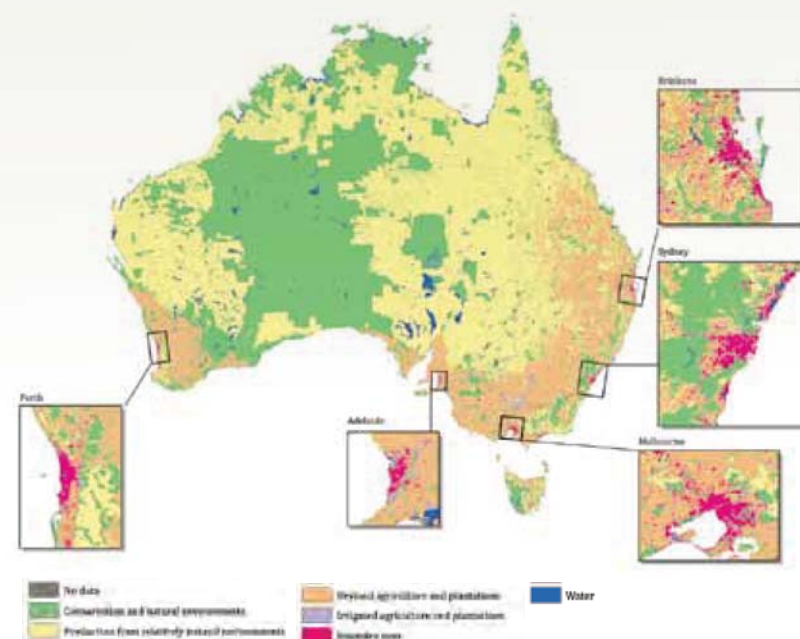 Brisbane
Sydney
Perth
Adelaide
Melbourne
No data
Conservation and natural environments
Production from relatively natural environments
Dryland agriculture and plantations
Irrigated agriculture and plantations
Intensive uses
Water